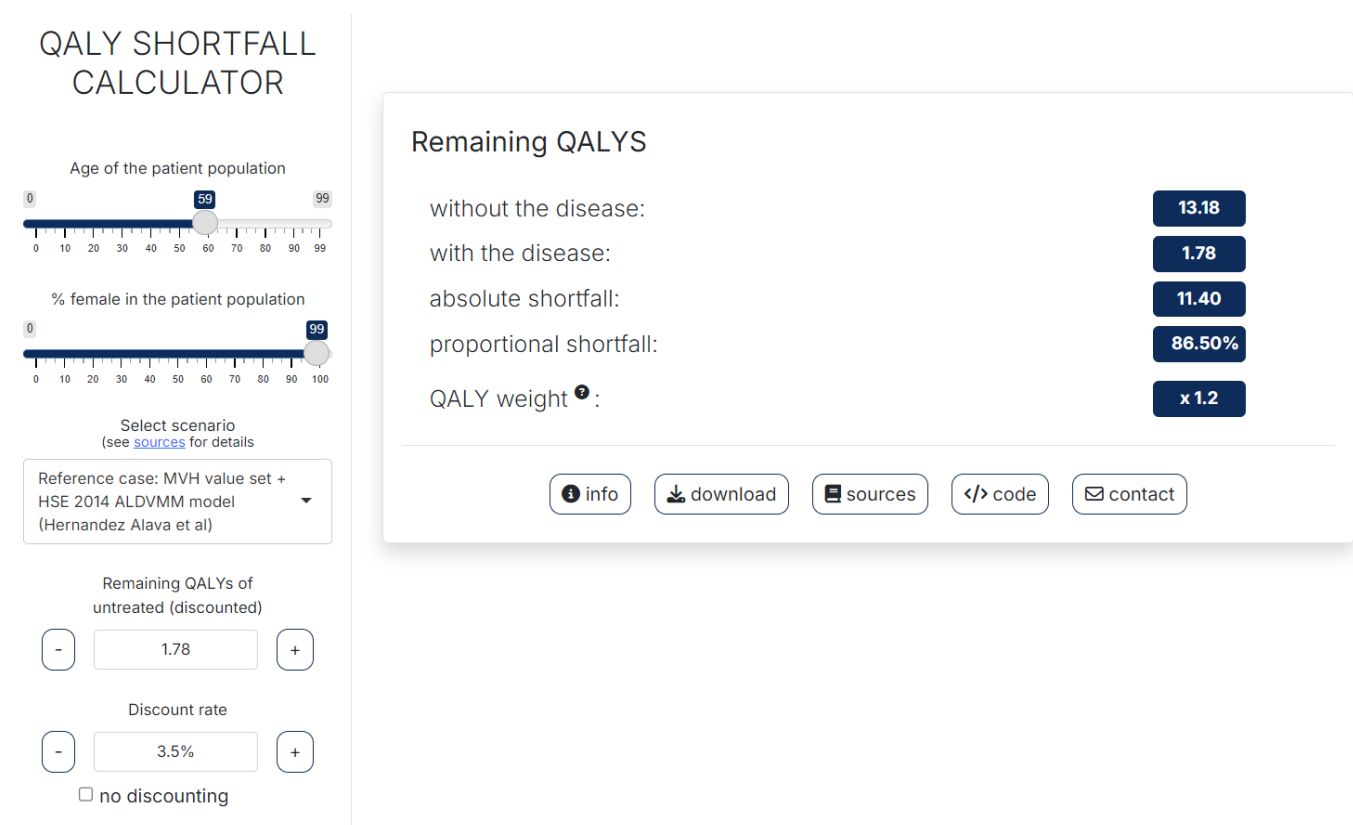 QALY SHORTFALL
CALCULATOR
Age of the patient population
0 59 99
0 10 20 30 40 50 60 70 80 90 99
% female in the patient population
0 99
0 10 20 30 40 50 60 70 80 90 100
Select scenario
(see sources for details
Reference case: MVH value set +
HSE 2014 ALDVMM model
(Hernandez Alava et al)
Remaining QALYs of
untreated (discounted)
- 1.78 +
Discount rate
- 3.5% +
no discounting
Remaining QALYS
without the disease: 13.18
with the disease: 1.78
absolute shortfall: 11.40
proportional shortfall: 86.50%
QALY weight ? : x 1.2
i info download sources </> code contact